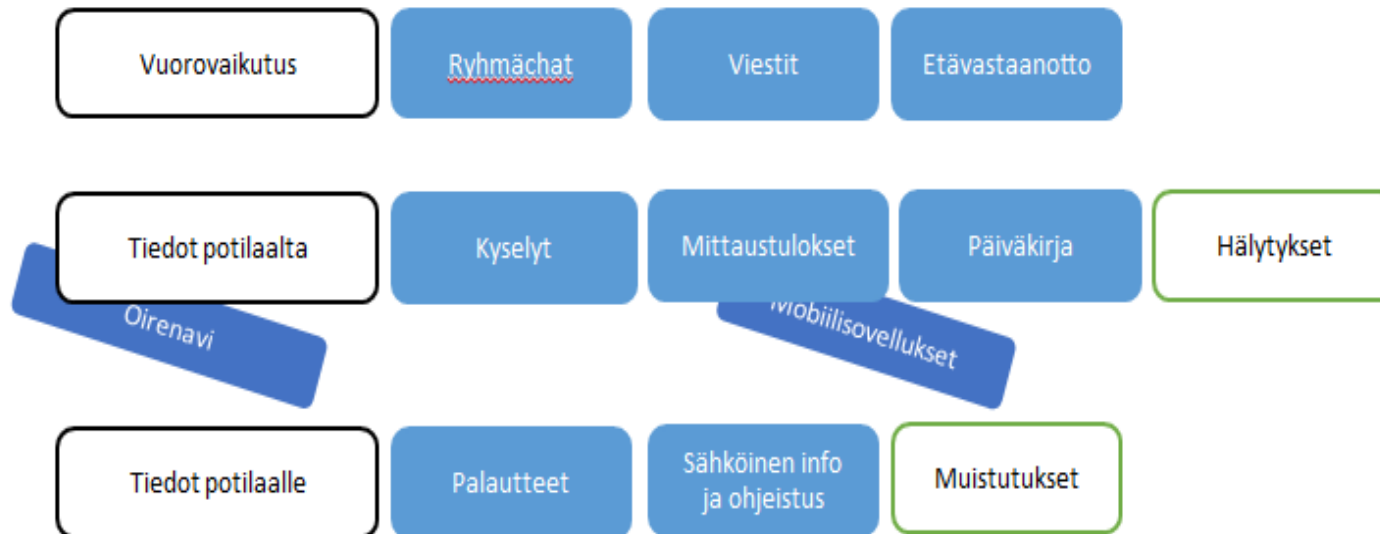 Vuorovaikutus
Ryhmächat
Viestit
Etävastaanotto
Tiedot potilaalta
Kyselyt
Mittaustulokset
Päiväkirja
Hälytykset
Oirenavi
Mobiilisovellukset
Tiedot potilaalle
Palautteet
Sähköinen info
ja ohjeistus
Muistutukset